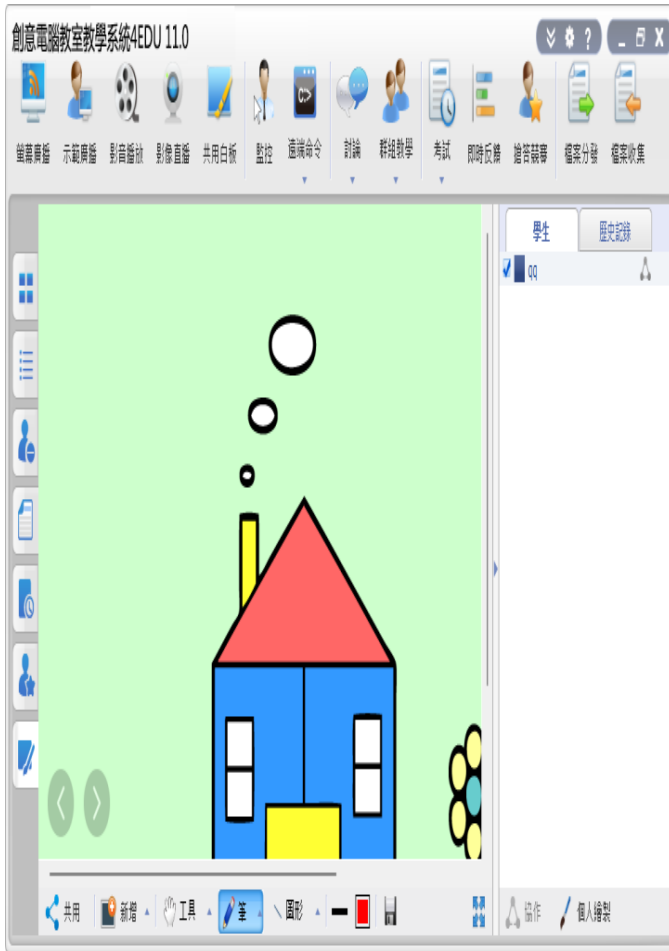 創意電腦教室教學系統4EDU 11.0
螢幕廣播 示範廣播 影音播放 影像直播 共用白板 監控 遠端命令 討論 群組教學 考試 即時反饋 搶答競賽 檔案分發 檔案收集
學生 歷史記錄
qq
共用 新增 工具 筆 圖形 協作 個人繪製